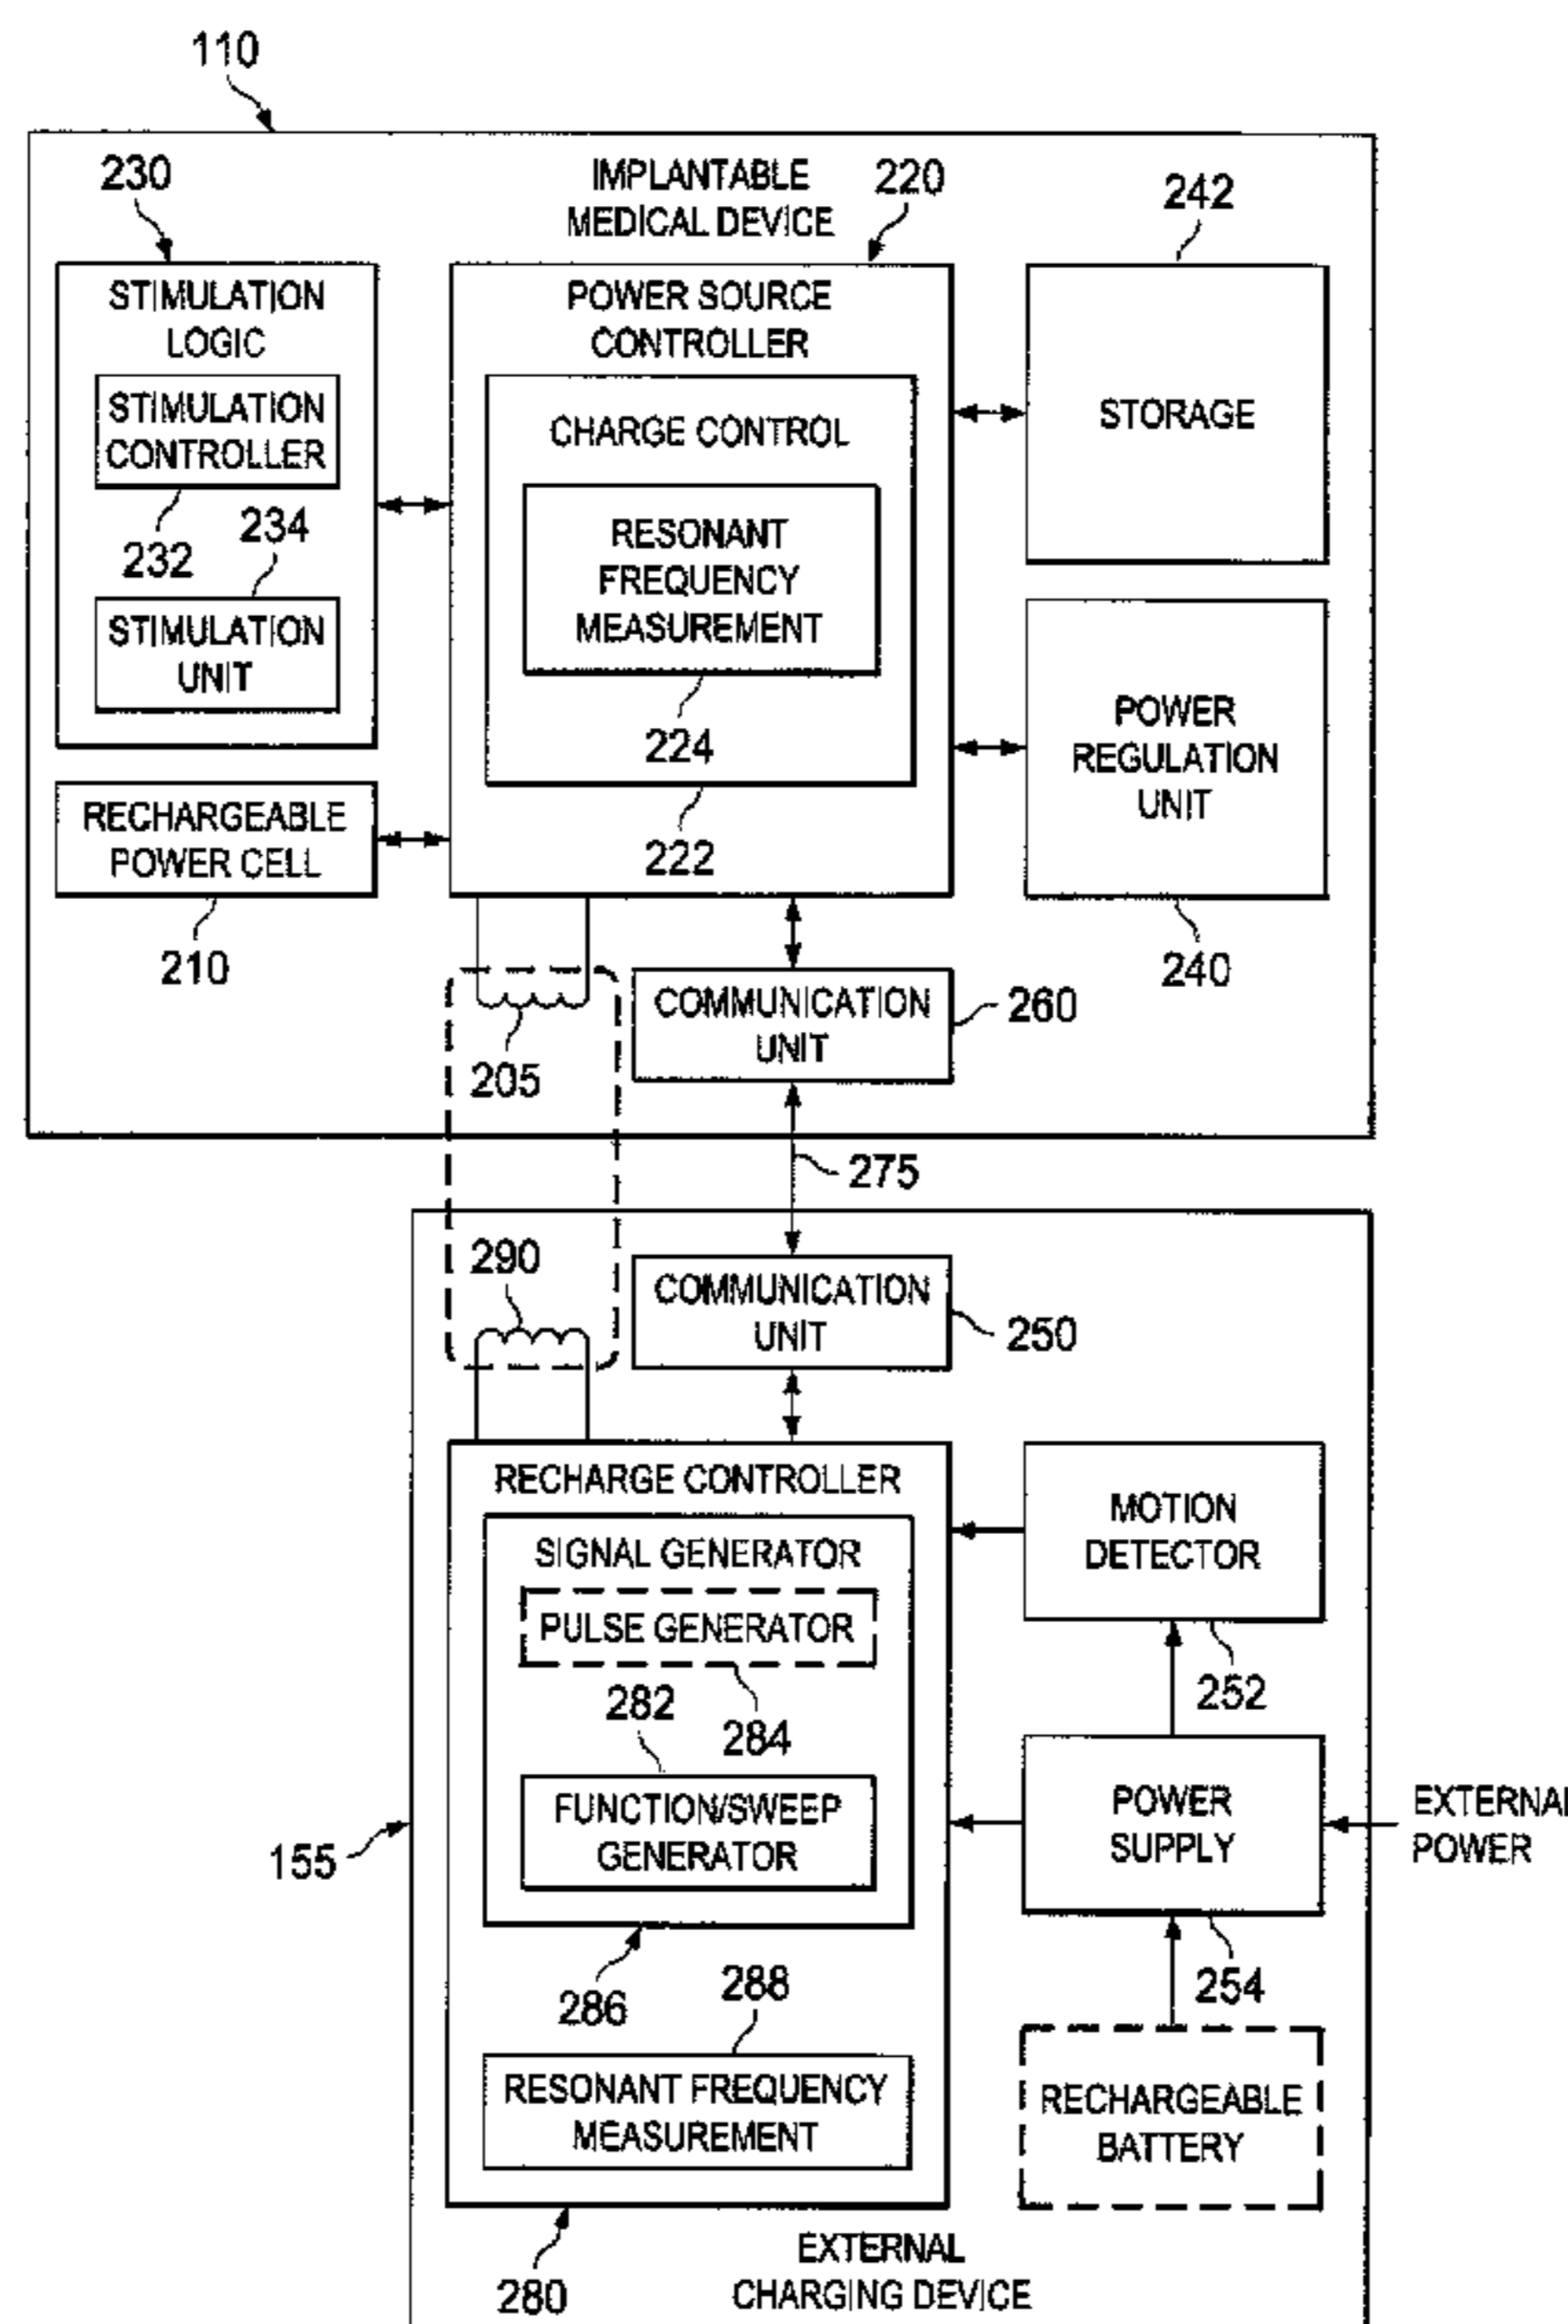 110
IMPLANTABLE
MEDICAL DEVICE
230
220
242
STIMULATION
LOGIC
STIMULATION
CONTROLLER
232
234
STIMULATION
UNIT
POWER SOURCE
CONTROLLER
CHARGE CONTROL
RESONANT
FREQUENCY
MEASUREMENT
224
222
STORAGE
POWER
REGULATION
UNIT
240
RECHARGEABLE
POWER CELL
210
205
COMMUNICATION
UNIT
260
275
290
COMMUNICATION
UNIT
250
RECHARGE CONTROLLER
SIGNAL GENERATOR
PULSE GENERATOR
284
282
FUNCTION/SWEEP
GENERATOR
286
288
RESONANT FREQUENCY
MEASUREMENT
280
MOTION
DETECTOR
252
POWER
SUPPLY
254
EXTERNAL
POWER
RECHARGEABLE
BATTERY
155
EXTERNAL
CHARGING DEVICE